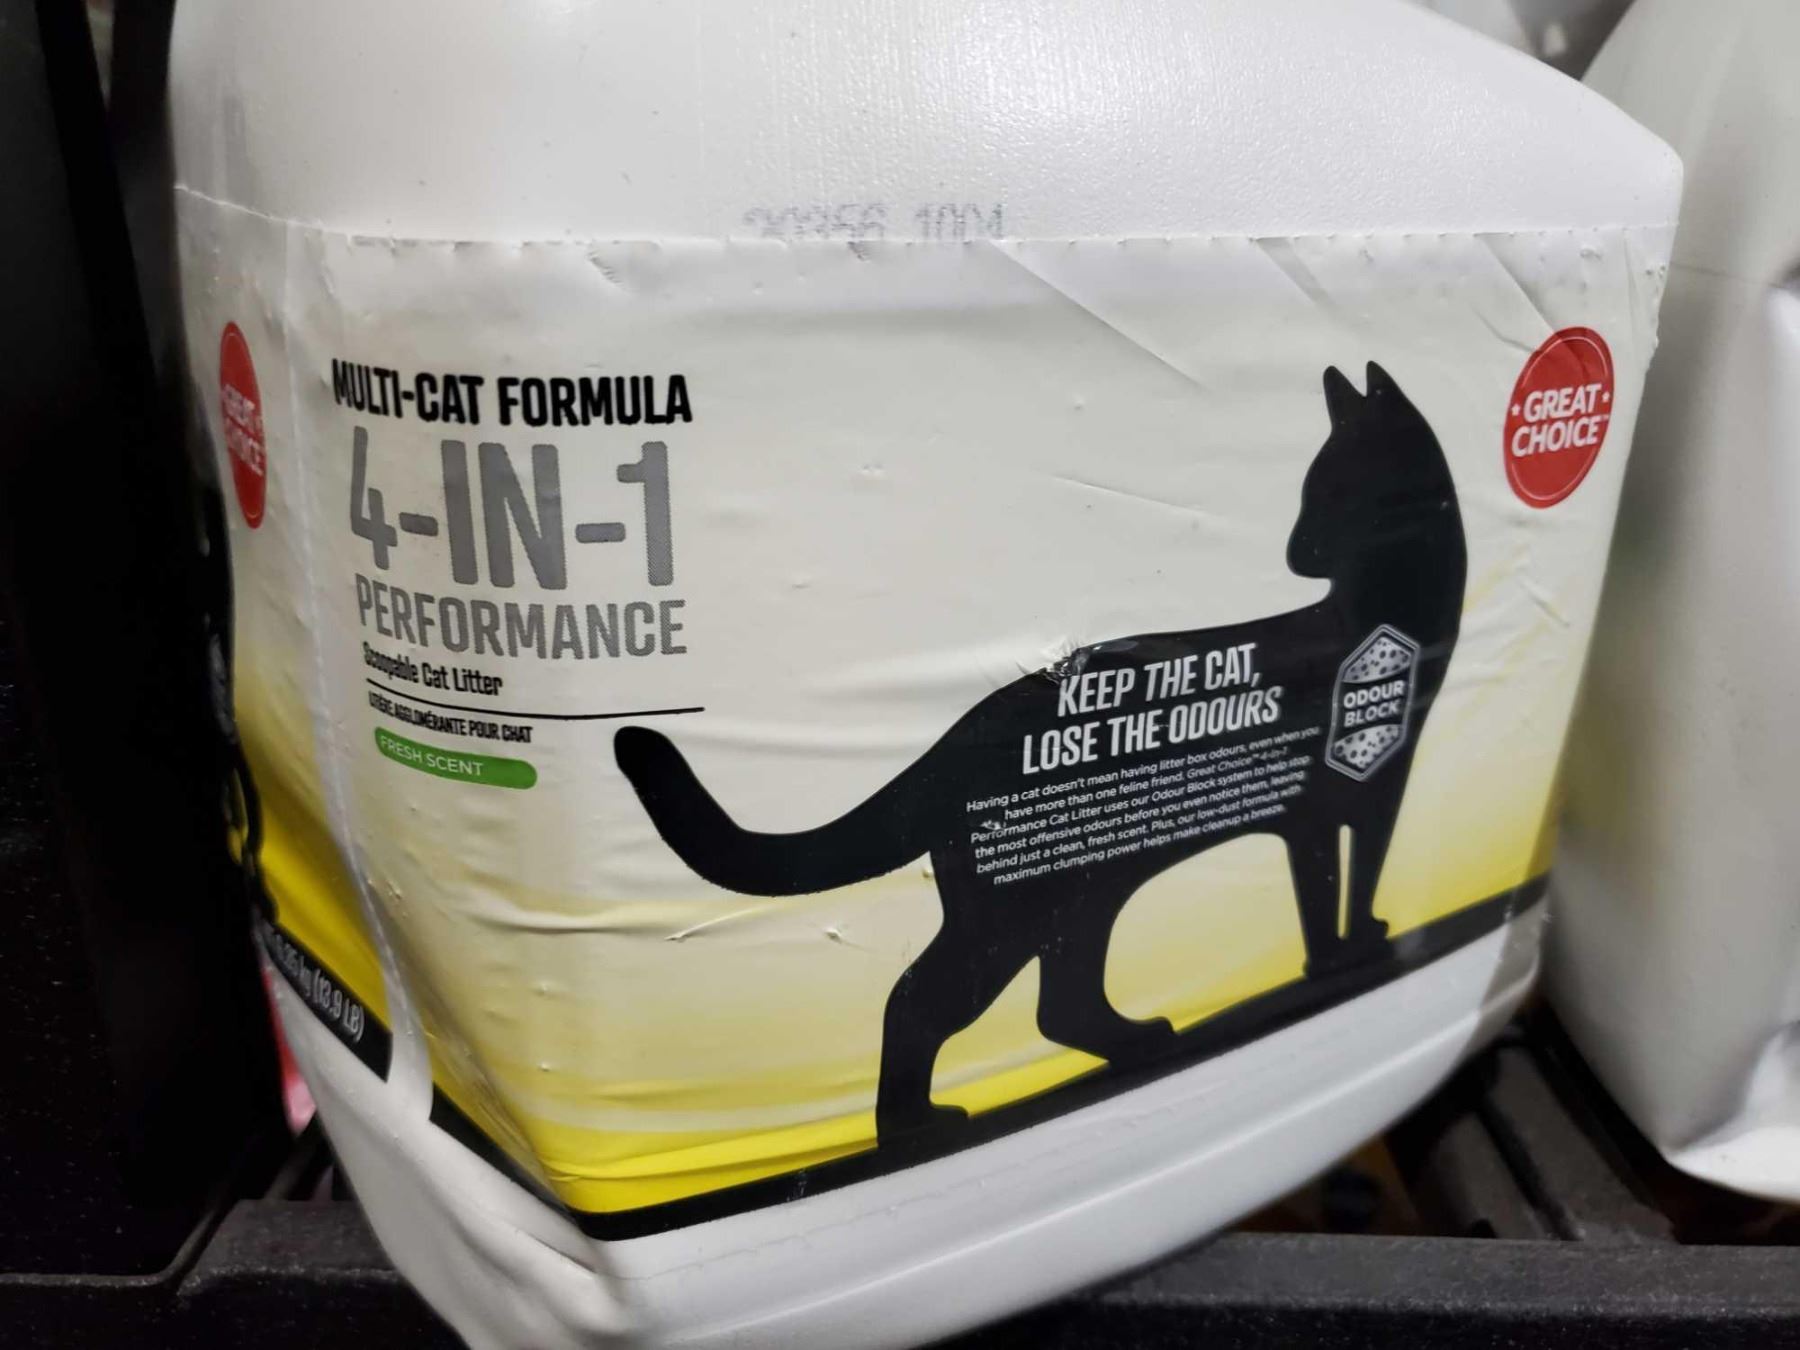 1004
GREAT
CHOICE
MULTI-CAT FORMULA
4-IN-1
PERFORMANCE
Scoopable Cat Litter
LITIÈRE AGGLOMÉRANTE POUR CHAT
FRESH SCENT
kg (13.9 LB)
GREAT
CHOICE™
KEEP THE CAT,
LOSE THE ODOURS
Having a cat doesn't mean having litter box odours, even when you
have more than one feline friend. Great Choice™ 4-in-1
Performance Cat Litter uses our Odour Block system to help stop
the most offensive odours before you even notice them, leaving
behind just a clean, fresh scent. Plus, our low-dust formula with
maximum clumping power helps make cleanup a breeze.
ODOUR
BLOCK